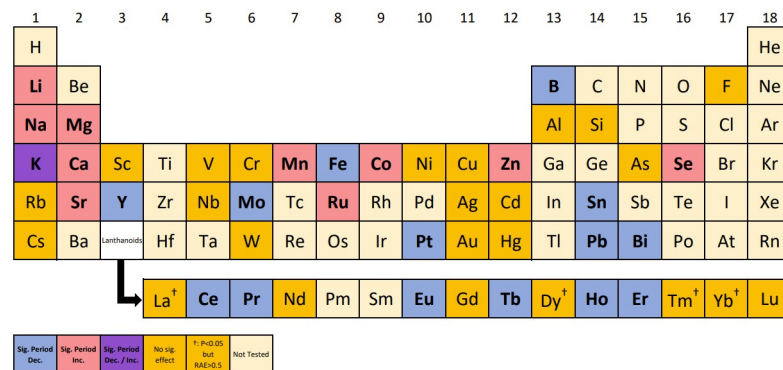 1 2 3 4 5 6 7 8 9 10 11 12 13 14 15 16 17 18
H He
Li Be B C N O F Ne
Na Mg Al Si P S Cl Ar
K Ca Sc Ti V Cr Mn Fe Co Ni Cu Zn Ga Ge As Se Br Kr
Rb Sr Y Zr Nb Mo Tc Ru Rh Pd Ag Cd In Sn Sb Te I Xe
Cs Ba Lanthanoids Hf Ta W Re Os Ir Pt Au Hg Tl Pb Bi Po At Rn
La† Ce Pr Nd Pm Sm Eu Gd Tb Dy† Ho Er Tm† Yb† Lu
Sig. Period Dec.
Sig. Period Inc.
Sig. Period Dec. / Inc.
No sig. effect
†: P<0.05 but RAE>0.5
Not Tested